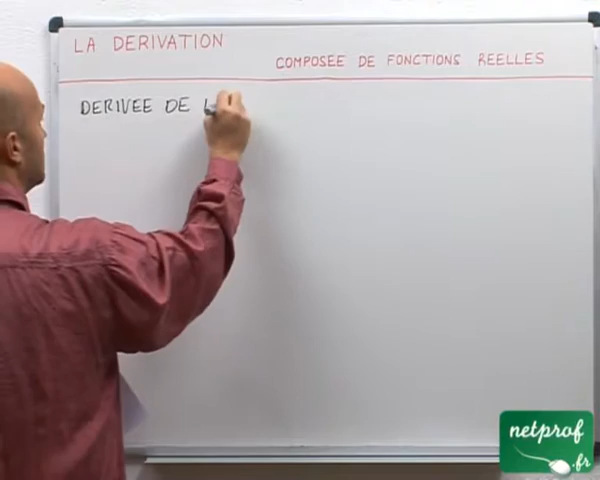 LA DERIVATION
COMPOSEE DE FONCTIONS REELLES
DERIVEE DE L
netprof
.fr